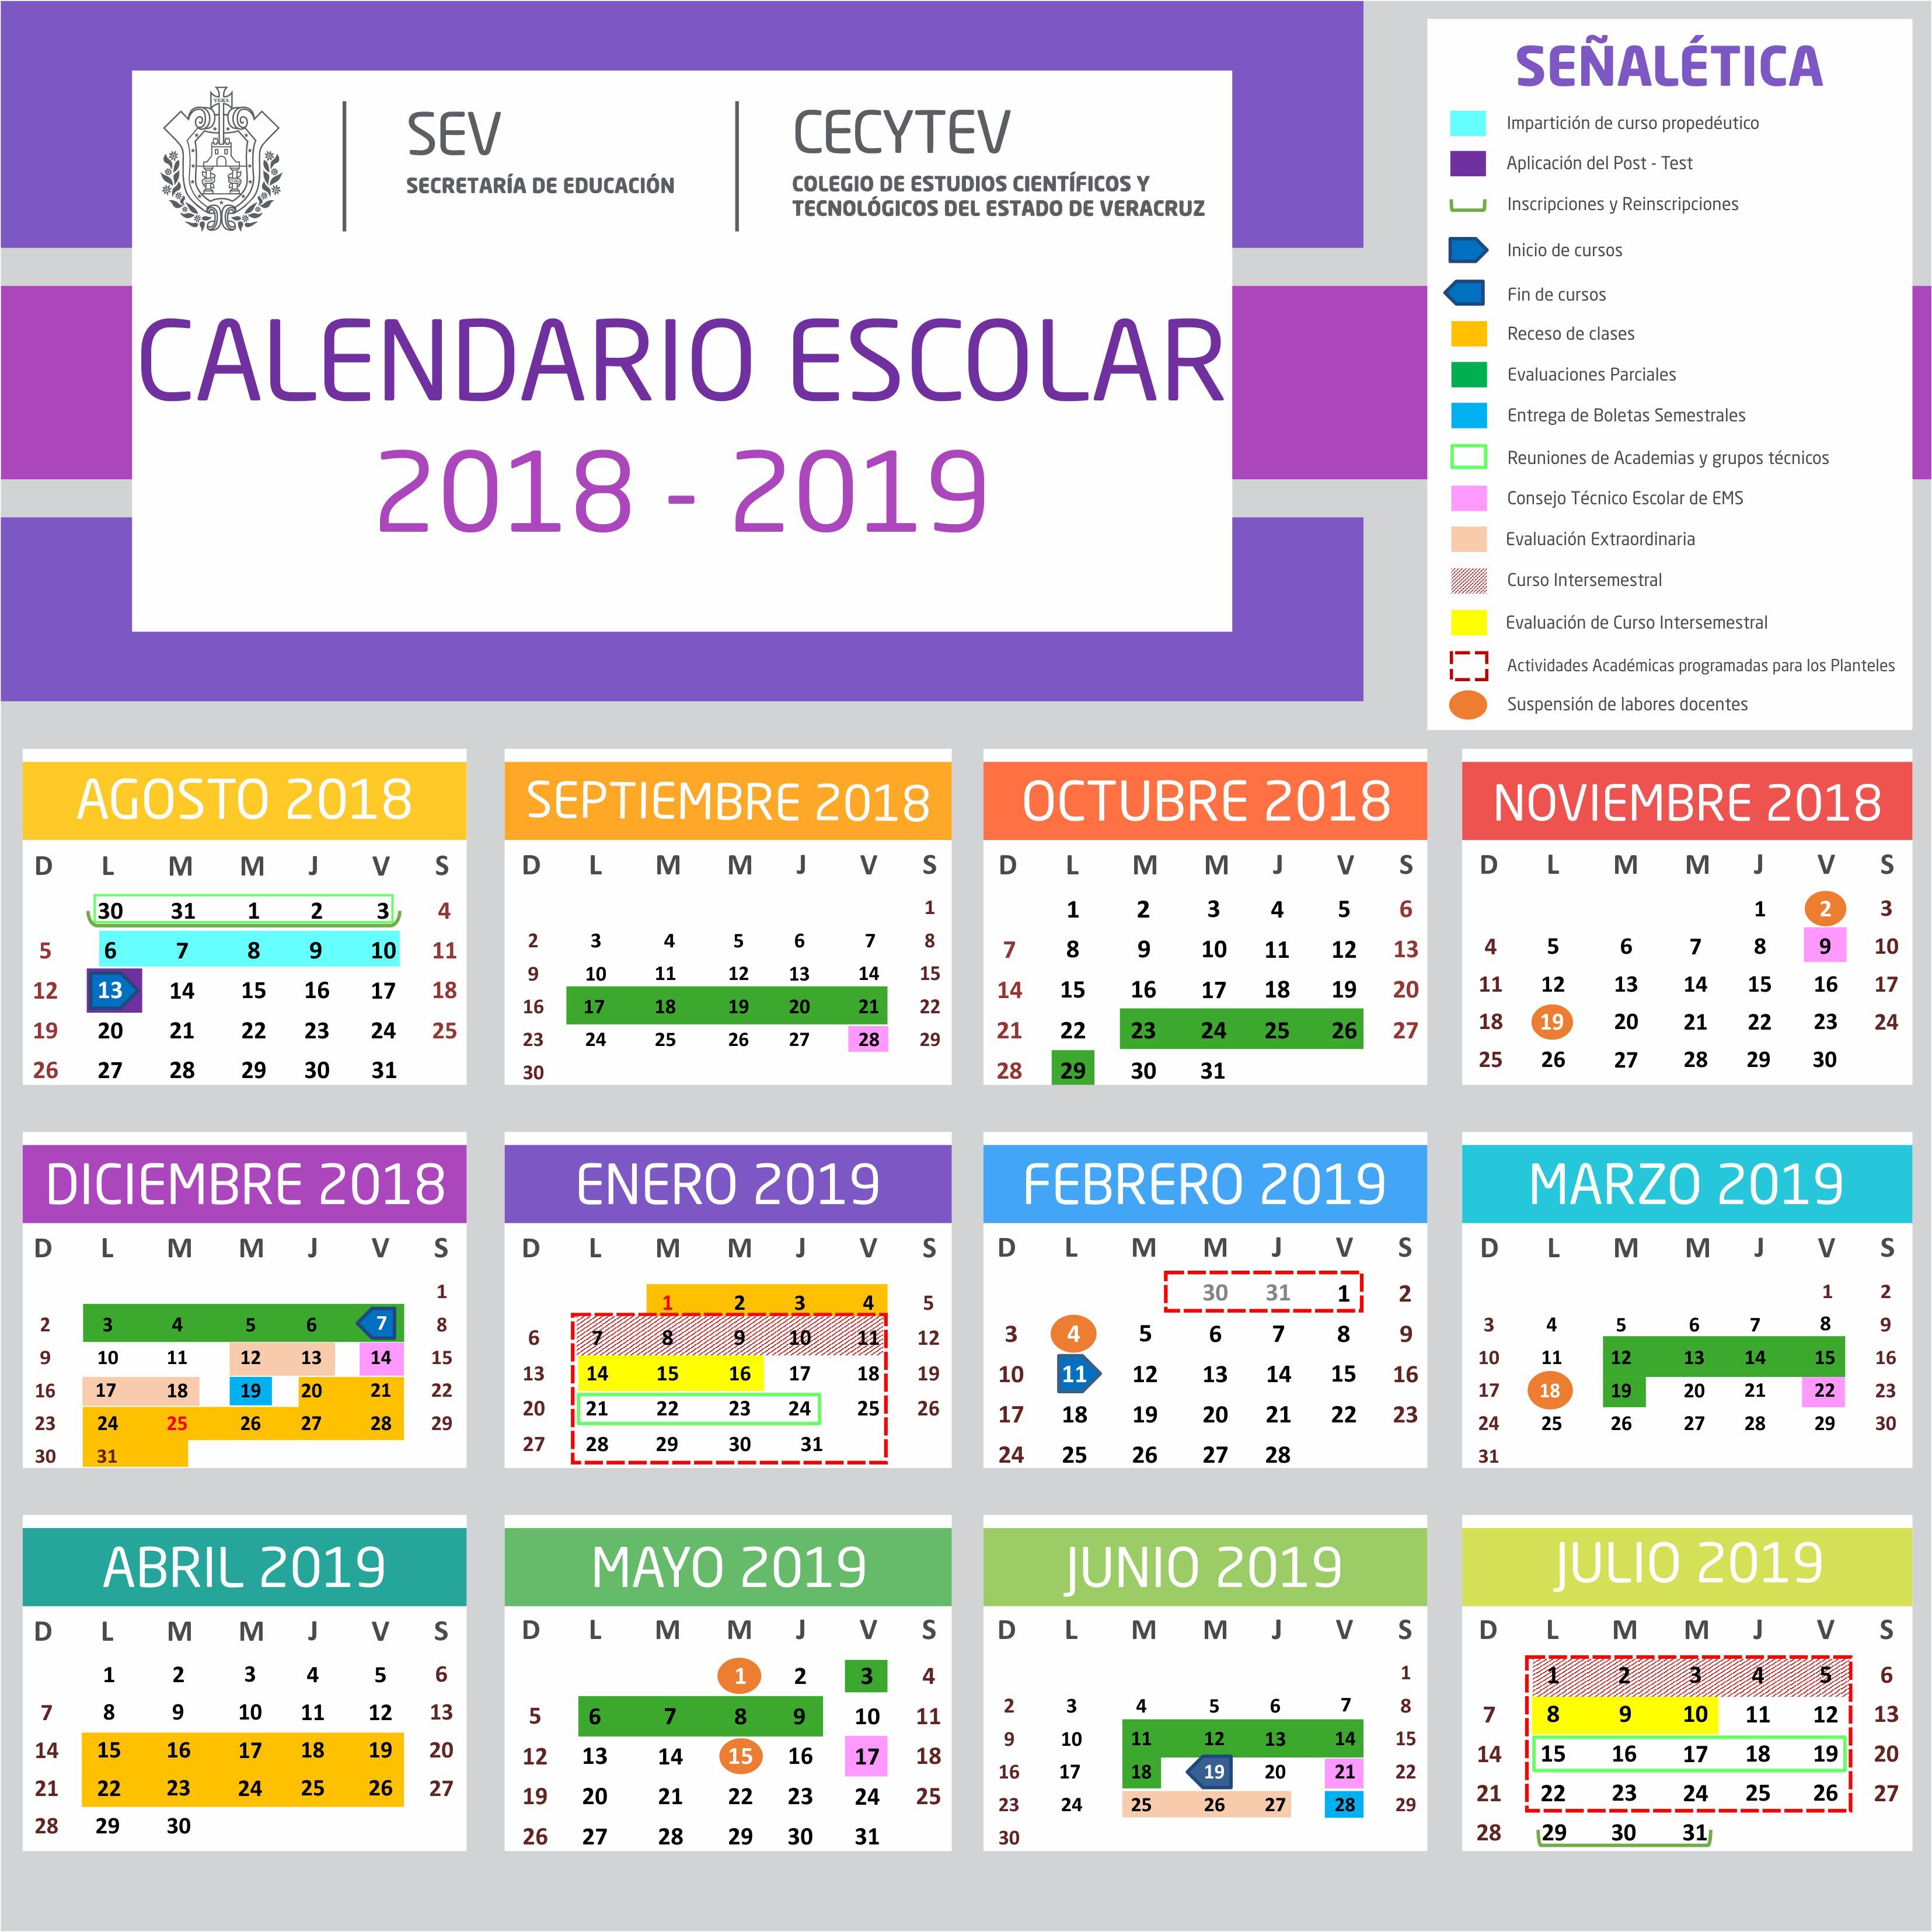 VERA
SEV
SECRETARÍA DE EDUCACIÓN
CECYTEV
COLEGIO DE ESTUDIOS CIENTÍFICOS Y
TECNOLÓGICOS DEL ESTADO DE VERACRUZ
CALENDARIO ESCOLAR
2018 - 2019
SEÑALÉTICA
Impartición de curso propedéutico
Aplicación del Post - Test
Inscripciones y Reinscripciones
Inicio de cursos
Fin de cursos
Receso de clases
Evaluaciones Parciales
Entrega de Boletas Semestrales
Reuniones de Academias y grupos técnicos
Consejo Técnico Escolar de EMS
Evaluación Extraordinaria
Curso Intersemestral
Evaluación de Curso Intersemestral
Actividades Académicas programadas para los Planteles
Suspensión de labores docentes
AGOSTO 2018
D L M M J V S
30 31 1 2 3 4
5 6 7 8 9 10 11
12 13 14 15 16 17 18
19 20 21 22 23 24 25
26 27 28 29 30 31
SEPTIEMBRE 2018
D L M M J V S
1
2 3 4 5 6 7 8
9 10 11 12 13 14 15
16 17 18 19 20 21 22
23 24 25 26 27 28 29
30
OCTUBRE 2018
D L M M J V S
1 2 3 4 5 6
7 8 9 10 11 12 13
14 15 16 17 18 19 20
21 22 23 24 25 26 27
28 29 30 31
NOVIEMBRE 2018
D L M M J V S
1 2 3
4 5 6 7 8 9 10
11 12 13 14 15 16 17
18 19 20 21 22 23 24
25 26 27 28 29 30
DICIEMBRE 2018
D L M M J V S
1
2 3 4 5 6 7 8
9 10 11 12 13 14 15
16 17 18 19 20 21 22
23 24 25 26 27 28 29
30 31
ENERO 2019
D L M M J V S
1 2 3 4 5
6 7 8 9 10 11 12
13 14 15 16 17 18 19
20 21 22 23 24 25 26
27 28 29 30 31
FEBRERO 2019
D L M M J V S
30 31 1 2
3 4 5 6 7 8 9
10 11 12 13 14 15 16
17 18 19 20 21 22 23
24 25 26 27 28
MARZO 2019
D L M M J V S
1 2
3 4 5 6 7 8 9
10 11 12 13 14 15 16
17 18 19 20 21 22 23
24 25 26 27 28 29 30
31
ABRIL 2019
D L M M J V S
1 2 3 4 5 6
7 8 9 10 11 12 13
14 15 16 17 18 19 20
21 22 23 24 25 26 27
28 29 30
MAYO 2019
D L M M J V S
1 2 3 4
5 6 7 8 9 10 11
12 13 14 15 16 17 18
19 20 21 22 23 24 25
26 27 28 29 30 31
JUNIO 2019
D L M M J V S
1
2 3 4 5 6 7 8
9 10 11 12 13 14 15
16 17 18 19 20 21 22
23 24 25 26 27 28 29
30
JULIO 2019
D L M M J V S
1 2 3 4 5 6
7 8 9 10 11 12 13
14 15 16 17 18 19 20
21 22 23 24 25 26 27
28 29 30 31